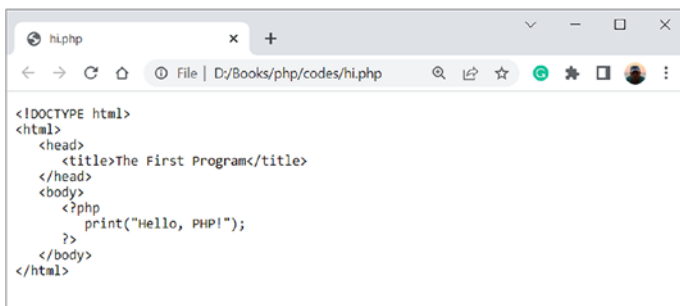 hi.php
File | D:/Books/php/codes/hi.php
<!DOCTYPE html>
<html>
<head>
<title>The First Program</title>
</head>
<body>
<?php
print("Hello, PHP!");
?>
</body>
</html>